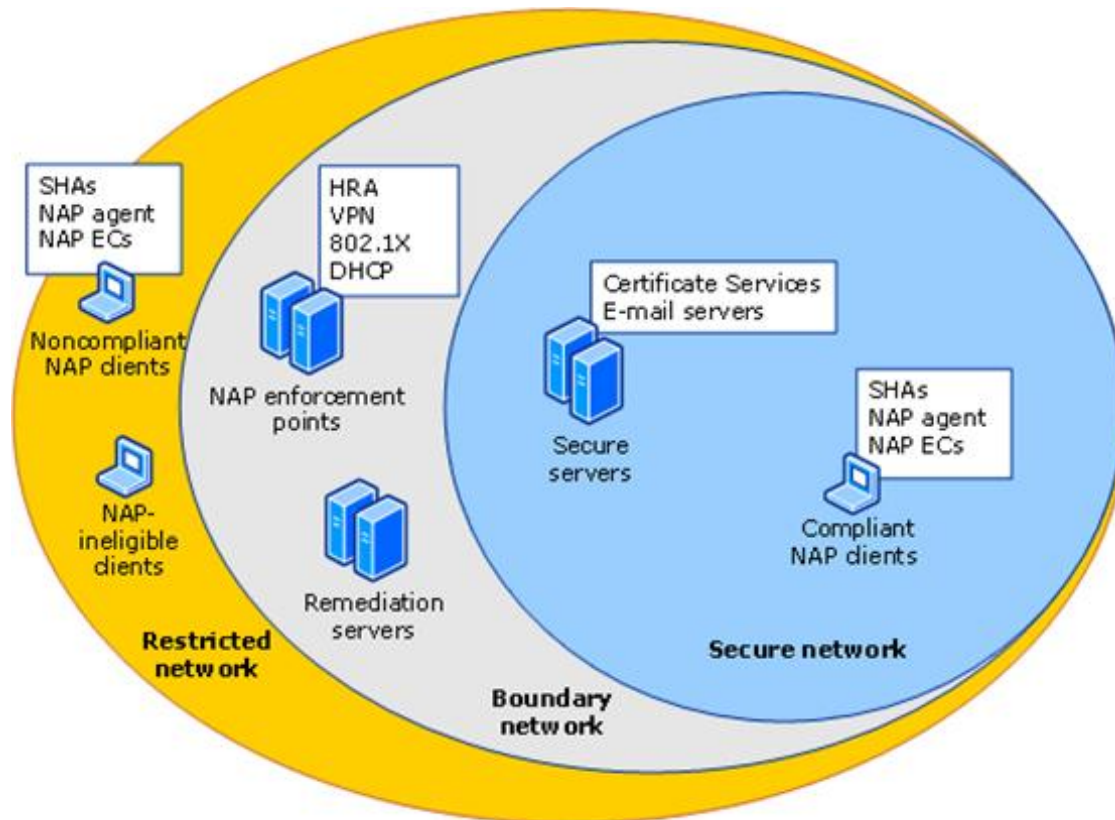 SHAs
NAP agent
NAP ECs
Noncompliant
NAP clients
NAP-
ineligible
clients
Restricted
network
HRA
VPN
802.1X
DHCP
NAP enforcement
points
Remediation
servers
Boundary
network
Certificate Services
E-mail servers
Secure
servers
SHAs
NAP agent
NAP ECs
Compliant
NAP clients
Secure network